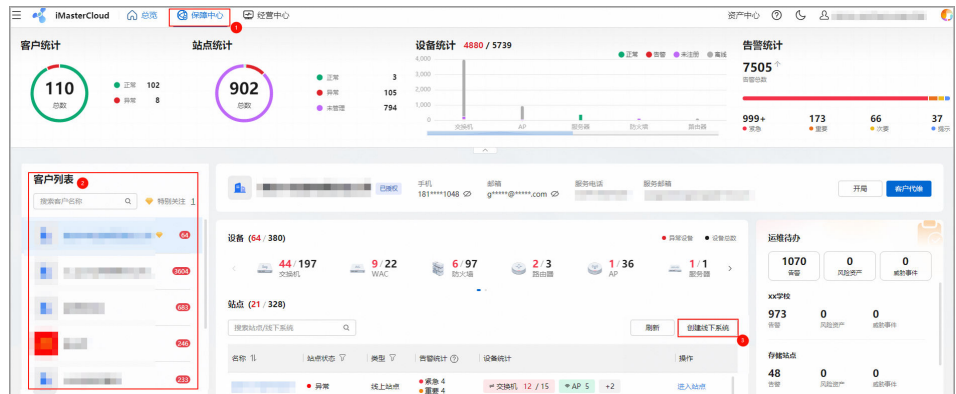 iMasterCloud 总览 保障中心 经营中心 资产中心
1
客户统计
110
总数
正常 102
异常 8
站点统计
902
总数
正常 3
异常 105
未管理 794
设备统计 4880 / 5739
正常 告警 未注册 离线
4,000
3,000
2,000
1,000
0
交换机 AP 服务器 防火墙 路由器
告警统计
7505
告警总数
999+ 173 66 37
紧急 重要 次要 提示
客户列表 2
搜索客户名称 特别关注 1
64
3604
683
246
233
已授权
手机
181****1048
邮箱
g****@****.com
服务电话
服务邮箱
开局 客户代维
设备 (64 / 380)
异常设备 设备总数
44/197
交换机
9/22
WAC
6/97
防火墙
2/3
路由器
1/36
AP
1/1
服务器
站点 (21 / 328)
搜索站点/线下系统 刷新 创建线下系统
3
名称 站点状态 类型 告警统计 设备统计 操作
异常 线上站点 紧急 4 交换机 12 / 15 AP 5 +2 进入站点
重要 4
运维待办
1070 0 0
告警 风险资产 威胁事件
xx学校
973 0 0
告警 风险资产 威胁事件
存储站点
48 0 0
告警 风险资产 威胁事件